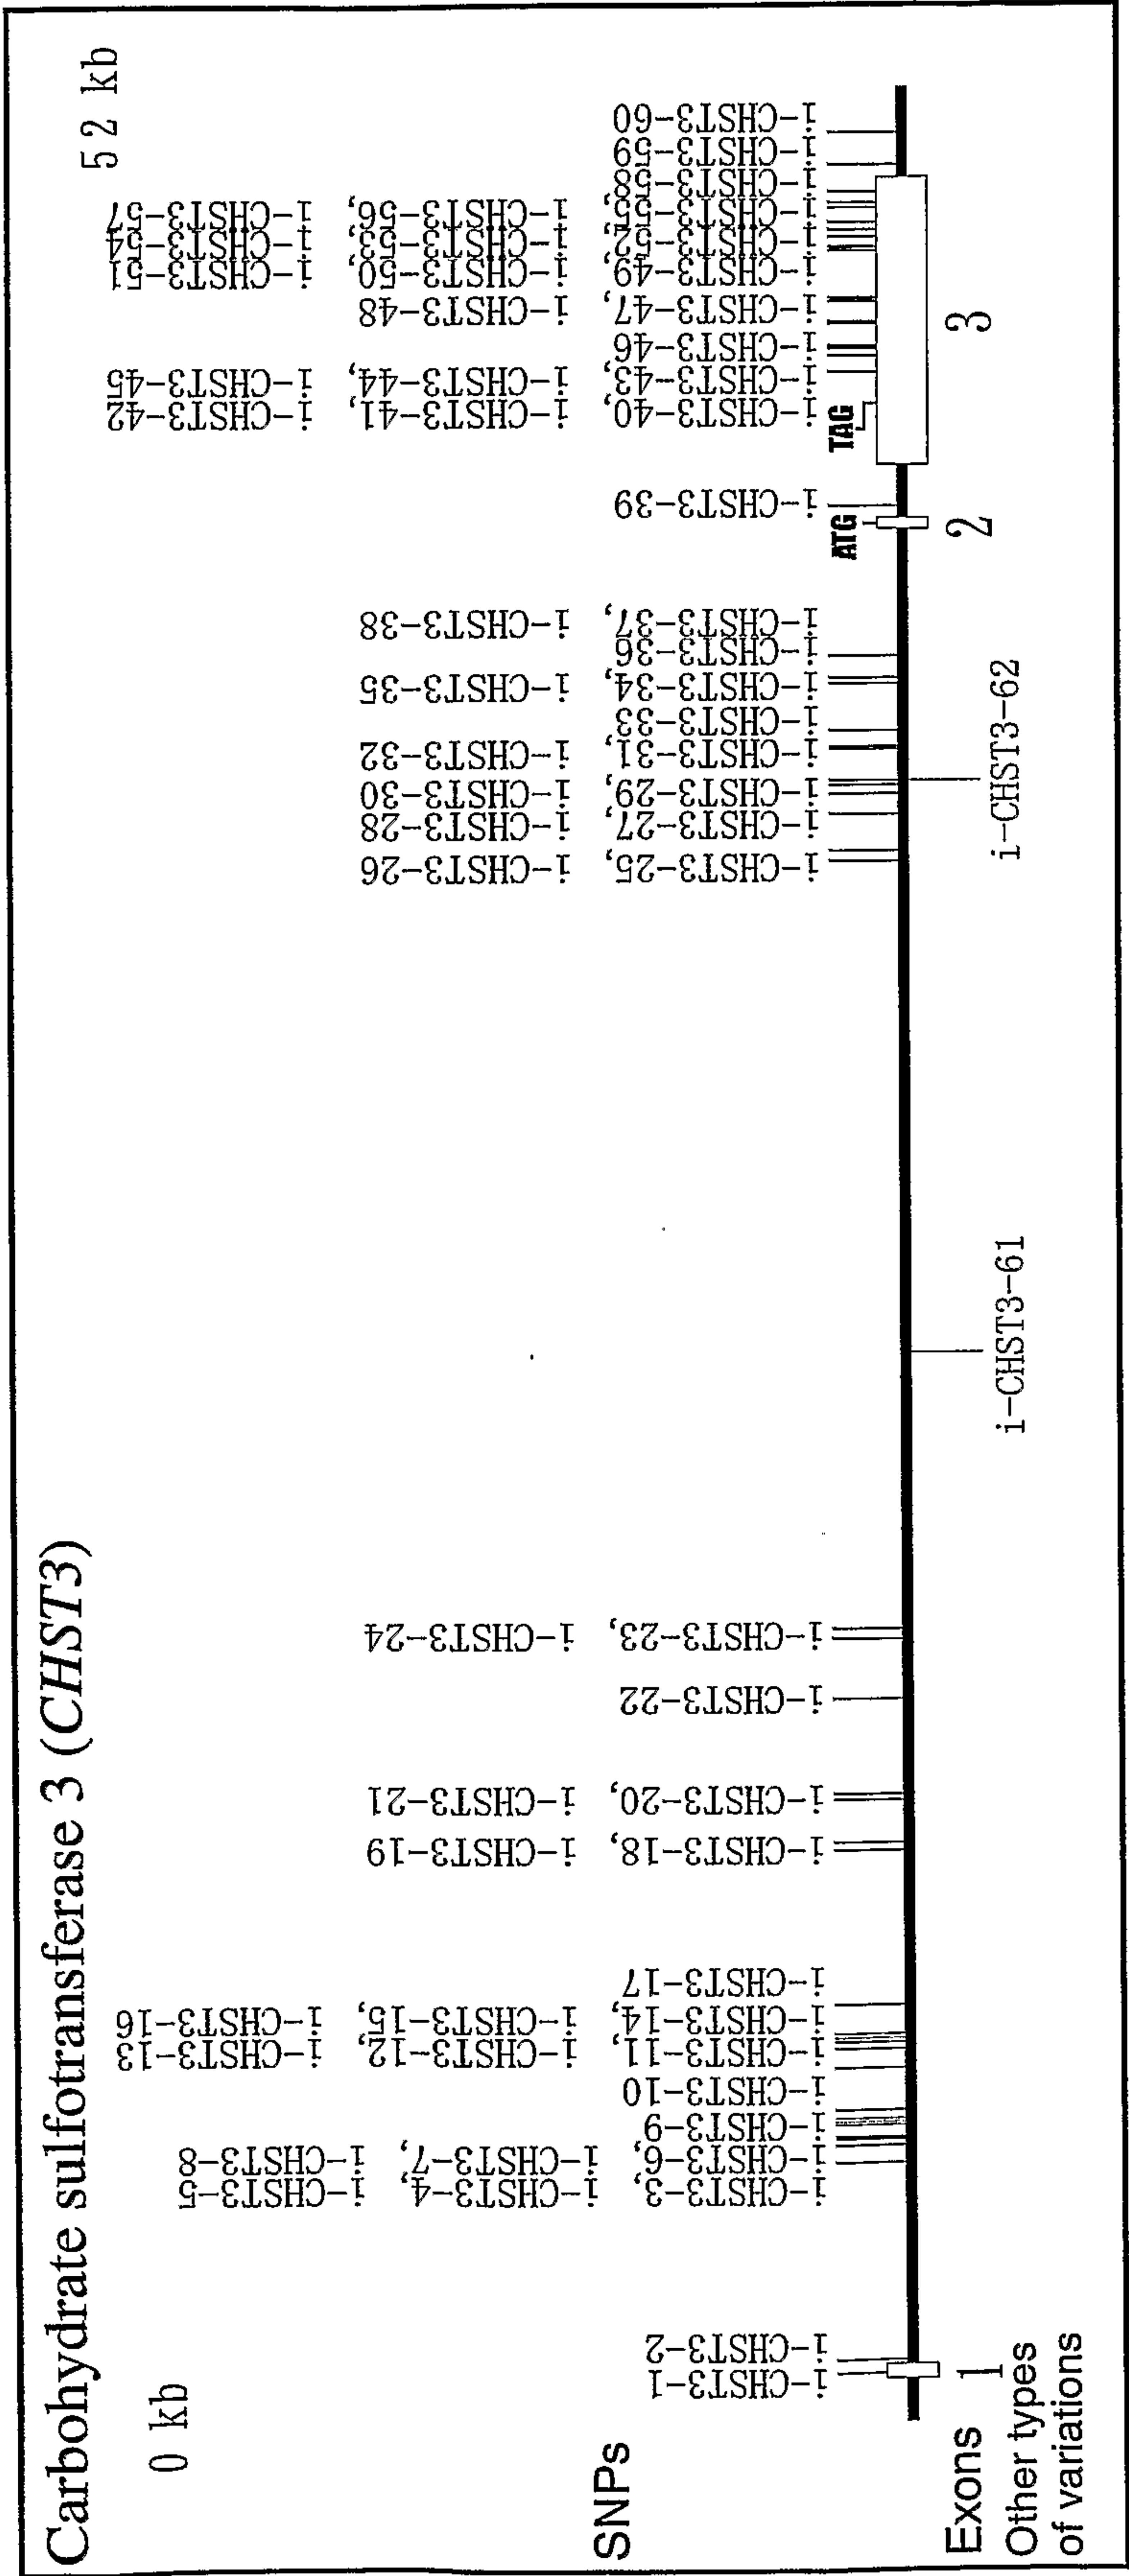 Carbohydrate sulfotransferase 3 (CHST3)
0 kb
52 kb
SNPs
i-CHST3-1
i-CHST3-2
i-CHST3-3, i-CHST3-4, i-CHST3-5
i-CHST3-6, i-CHST3-7, i-CHST3-8
i-CHST3-9
i-CHST3-10
i-CHST3-11, i-CHST3-12, i-CHST3-13
i-CHST3-14, i-CHST3-15, i-CHST3-16
i-CHST3-17
i-CHST3-18, i-CHST3-19
i-CHST3-20, i-CHST3-21
i-CHST3-22
i-CHST3-23, i-CHST3-24
i-CHST3-25, i-CHST3-26
i-CHST3-27, i-CHST3-28
i-CHST3-29, i-CHST3-30
i-CHST3-31, i-CHST3-32
i-CHST3-33
i-CHST3-34, i-CHST3-35
i-CHST3-36
i-CHST3-37, i-CHST3-38
i-CHST3-39
i-CHST3-40, i-CHST3-41, i-CHST3-42
i-CHST3-43, i-CHST3-44, i-CHST3-45
i-CHST3-46
i-CHST3-47, i-CHST3-48
i-CHST3-49, i-CHST3-50, i-CHST3-51
i-CHST3-52, i-CHST3-53, i-CHST3-54
i-CHST3-55, i-CHST3-56, i-CHST3-57
i-CHST3-58
i-CHST3-59
i-CHST3-60
ATG
TAG
Exons
1
2
3
Other types
of variations
i-CHST3-61
i-CHST3-62